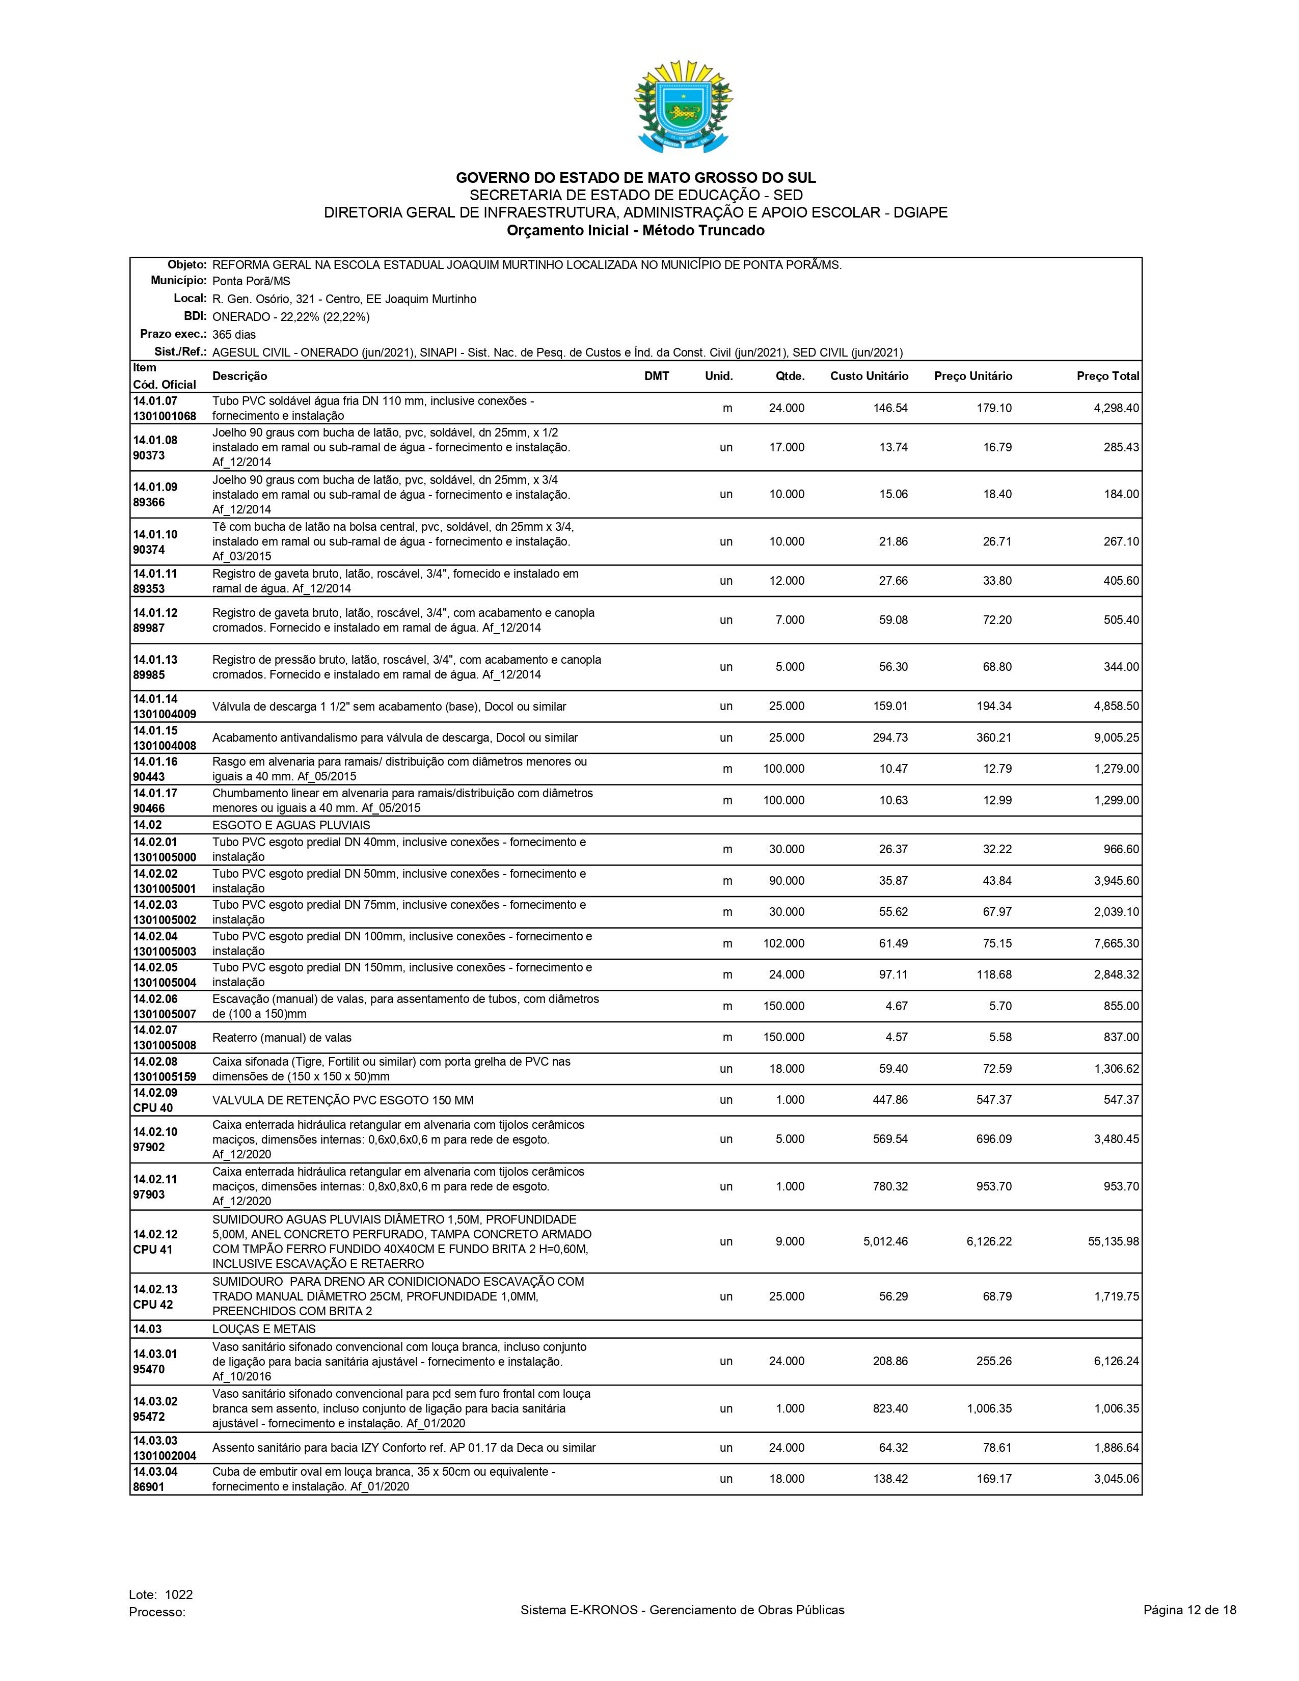 GOVERNO DO ESTADO DE MATO GROSSO DO SUL
SECRETARIA DE ESTADO DE EDUCAÇÃO - SED
DIRETORIA GERAL DE INFRAESTRUTURA, ADMINISTRAÇÃO E APOIO ESCOLAR - DGIAPE
Orçamento Inicial - Método Truncado
Objeto: REFORMA GERAL NA ESCOLA ESTADUAL JOAQUIM MURTINHO LOCALIZADA NO MUNICÍPIO DE PONTA PORÃ/MS.
Município: Ponta Porã/MS
Local: R. Gen. Osório, 321 - Centro, EE Joaquim Murtinho
BDI: ONERADO - 22,22% (22,22%)
Prazo exec.: 365 dias
Sist./Ref.: AGESUL CIVIL - ONERADO (jun/2021), SINAPI - Sist. Nac. de Pesq. de Custos e Índ. da Const. Civil (jun/2021), SED CIVIL (jun/2021)
Item
Cód. Oficial Descrição DMT Unid. Qtde. Custo Unitário Preço Unitário Preço Total
14.01.07 Tubo PVC soldável água fria DN 110 mm, inclusive conexões -
1301001068 fornecimento e instalação m 24.000 146.54 179.10 4,298.40
Joelho 90 graus com bucha de latão, pvc, soldável, dn 25mm, x 1/2
14.01.08 instalado em ramal ou sub-ramal de água - fornecimento e instalação. un 17.000 13.74 16.79 285.43
90373 Af_12/2014
Joelho 90 graus com bucha de latão, pvc, soldável, dn 25mm, x 3/4
14.01.09 instalado em ramal ou sub-ramal de água - fornecimento e instalação. un 10.000 15.06 18.40 184.00
89366 Af_12/2014
Tê com bucha de latão na bolsa central, pvc, soldável, dn 25mm x 3/4,
14.01.10 instalado em ramal ou sub-ramal de água - fornecimento e instalação. un 10.000 21.86 26.71 267.10
90374 Af_03/2015
14.01.11 Registro de gaveta bruto, latão, roscável, 3/4", fornecido e instalado em
89353 ramal de água. Af_12/2014 un 12.000 27.66 33.80 405.60
14.01.12 Registro de gaveta bruto, latão, roscável, 3/4", com acabamento e canopla
89987 cromados. Fornecido e instalado em ramal de água. Af_12/2014 un 7.000 59.08 72.20 505.40
14.01.13 Registro de pressão bruto, latão, roscável, 3/4", com acabamento e canopla
89985 cromados. Fornecido e instalado em ramal de água. Af_12/2014 un 5.000 56.30 68.80 344.00
14.01.14
1301004009 Válvula de descarga 1 1/2" sem acabamento (base), Docol ou similar un 25.000 159.01 194.34 4,858.50
14.01.15
1301004008 Acabamento antivandalismo para válvula de descarga, Docol ou similar un 25.000 294.73 360.21 9,005.25
14.01.16 Rasgo em alvenaria para ramais/ distribuição com diâmetros menores ou
90443 iguais a 40 mm. Af_05/2015 m 100.000 10.47 12.79 1,279.00
14.01.17 Chumbamento linear em alvenaria para ramais/distribuição com diâmetros
90466 menores ou iguais a 40 mm. Af_05/2015 m 100.000 10.63 12.99 1,299.00
14.02 ESGOTO E AGUAS PLUVIAIS
14.02.01 Tubo PVC esgoto predial DN 40mm, inclusive conexões - fornecimento e
1301005000 instalação m 30.000 26.37 32.22 966.60
14.02.02 Tubo PVC esgoto predial DN 50mm, inclusive conexões - fornecimento e
1301005001 instalação m 90.000 35.87 43.84 3,945.60
14.02.03 Tubo PVC esgoto predial DN 75mm, inclusive conexões - fornecimento e
1301005002 instalação m 30.000 55.62 67.97 2,039.10
14.02.04 Tubo PVC esgoto predial DN 100mm, inclusive conexões - fornecimento e
1301005003 instalação m 102.000 61.49 75.15 7,665.30
14.02.05 Tubo PVC esgoto predial DN 150mm, inclusive conexões - fornecimento e
1301005004 instalação m 24.000 97.11 118.68 2,848.32
14.02.06 Escavação (manual) de valas, para assentamento de tubos, com diâmetros
1301005007 de (100 a 150)mm m 150.000 4.67 5.70 855.00
14.02.07
1301005008 Reaterro (manual) de valas m 150.000 4.57 5.58 837.00
14.02.08 Caixa sifonada (Tigre, Fortilit ou similar) com porta grelha de PVC nas
1301005159 dimensões de (150 x 150 x 50)mm un 18.000 59.40 72.59 1,306.62
14.02.09
CPU 40 VALVULA DE RETENÇÃO PVC ESGOTO 150 MM un 1.000 447.86 547.37 547.37
Caixa enterrada hidráulica retangular em alvenaria com tijolos cerâmicos
14.02.10 maciços, dimensões internas: 0,6x0,6x0,6 m para rede de esgoto. un 5.000 569.54 696.09 3,480.45
97902 Af_12/2020
Caixa enterrada hidráulica retangular em alvenaria com tijolos cerâmicos
14.02.11 maciços, dimensões internas: 0,8x0,8x0,6 m para rede de esgoto. un 1.000 780.32 953.70 953.70
97903 Af_12/2020
SUMIDOURO AGUAS PLUVIAIS DIÂMETRO 1,50M, PROFUNDIDADE
14.02.12 5,00M, ANEL CONCRETO PERFURADO, TAMPA CONCRETO ARMADO
CPU 41 COM TMPÃO FERRO FUNDIDO 40X40CM E FUNDO BRITA 2 H=0,60M, un 9.000 5,012.46 6,126.22 55,135.98
INCLUSIVE ESCAVAÇÃO E RETAERRO
SUMIDOURO  PARA DRENO AR CONIDICIONADO ESCAVAÇÃO COM
14.02.13 TRADO MANUAL DIÂMETRO 25CM, PROFUNDIDADE 1,0MM, un 25.000 56.29 68.79 1,719.75
CPU 42 PREENCHIDOS COM BRITA 2
14.03 LOUÇAS E METAIS
Vaso sanitário sifonado convencional com louça branca, incluso conjunto
14.03.01 de ligação para bacia sanitária ajustável - fornecimento e instalação. un 24.000 208.86 255.26 6,126.24
95470 Af_10/2016
Vaso sanitário sifonado convencional para pcd sem furo frontal com louça
14.03.02 branca sem assento, incluso conjunto de ligação para bacia sanitária un 1.000 823.40 1,006.35 1,006.35
95472 ajustável - fornecimento e instalação. Af_01/2020
14.03.03
1301002004 Assento sanitário para bacia IZY Conforto ref. AP 01.17 da Deca ou similar un 24.000 64.32 78.61 1,886.64
14.03.04 Cuba de embutir oval em louça branca, 35 x 50cm ou equivalente -
86901 fornecimento e instalação. Af_01/2020 un 18.000 138.42 169.17 3,045.06
Lote: 1022
Processo:
Sistema E-KRONOS - Gerenciamento de Obras Públicas
Página 12 de 18